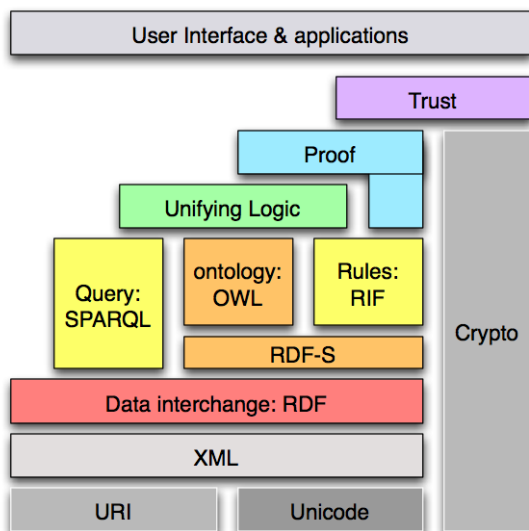 User Interface & applications
Trust
Proof
Unifying Logic
Query:
SPARQL
ontology:
OWL
Rules:
RIF
Crypto
RDF-S
Data interchange: RDF
XML
URI
Unicode